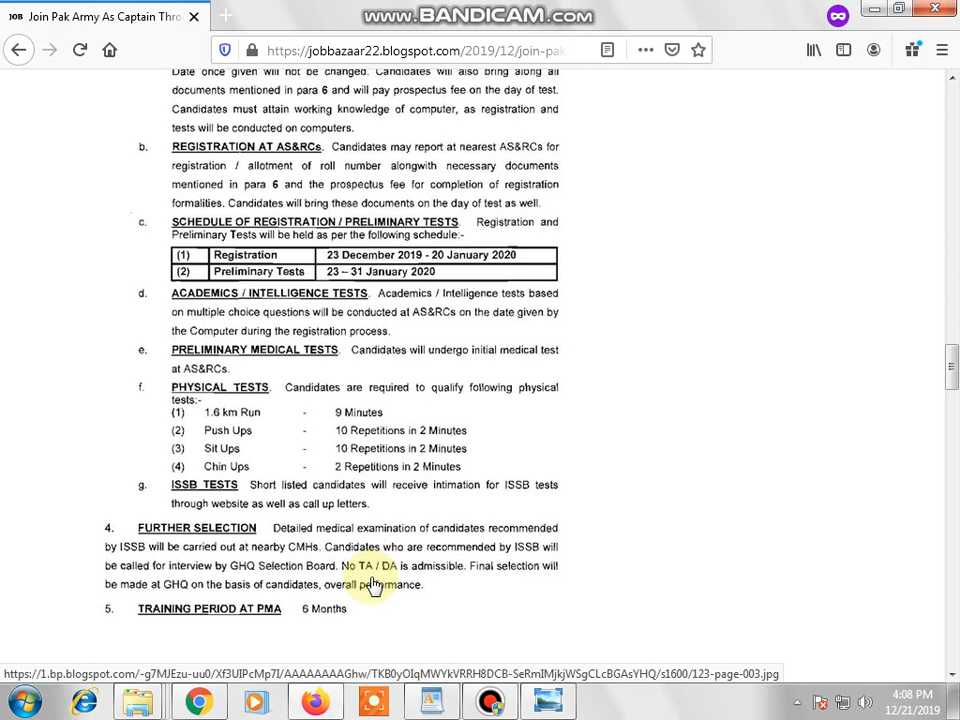 JOB Join Pak Army As Captain Thro
www.BANDICAM.com
https://jobbazaar22.blogspot.com/2019/12/join-pak
Date once given will not be changed. Candidates will also bring along all
documents mentioned in para 6 and will pay prospectus fee on the day of test.
Candidates must attain working knowledge of computer, as registration and
tests will be conducted on computers.
b. REGISTRATION AT AS&RCs. Candidates may report at nearest AS&RCs for
registration / allotment of roll number alongwith necessary documents
mentioned in para 6 and the prospectus fee for completion of registration
formalities. Candidates will bring these documents on the day of test as well.
c. SCHEDULE OF REGISTRATION / PRELIMINARY TESTS. Registration and
Preliminary Tests will be held as per the following schedule:-
(1) Registration 23 December 2019 - 20 January 2020
(2) Preliminary Tests 23 – 31 January 2020
d. ACADEMICS / INTELLIGENCE TESTS. Academics / Intelligence tests based
on multiple choice questions will be conducted at AS&RCs on the date given by
the Computer during the registration process.
e. PRELIMINARY MEDICAL TESTS. Candidates will undergo initial medical test
at AS&RCs.
f. PHYSICAL TESTS. Candidates are required to qualify following physical
tests:-
(1) 1.6 km Run - 9 Minutes
(2) Push Ups - 10 Repetitions in 2 Minutes
(3) Sit Ups - 10 Repetitions in 2 Minutes
(4) Chin Ups - 2 Repetitions in 2 Minutes
g. ISSB TESTS Short listed candidates will receive intimation for ISSB tests
through website as well as call up letters.
4. FURTHER SELECTION Detailed medical examination of candidates recommended
by ISSB will be carried out at nearby CMHs. Candidates who are recommended by ISSB will
be called for interview by GHQ Selection Board. No TA / DA is admissible. Final selection will
be made at GHQ on the basis of candidates, overall performance.
5. TRAINING PERIOD AT PMA 6 Months
https://1.bp.blogspot.com/-g7MJEzu-uu0/Xf3UIPcMp7I/AAAAAAAAGhw/TKB0yOIqMWYkVRRH8DCB-SeRmIMjkjWSgCLcBGAsYHQ/s1600/123-page-003.jpg
4:08 PM
12/21/2019